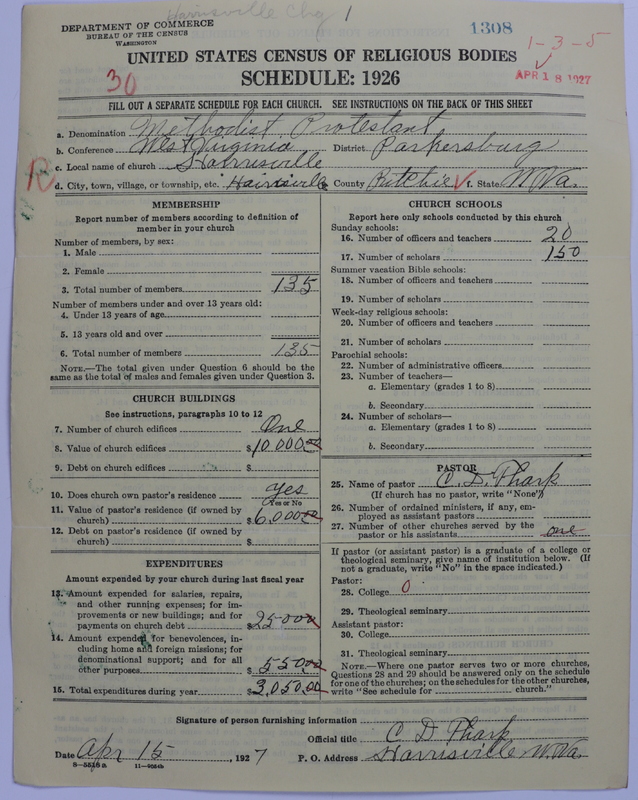 Harrisville Chg 1
DEPARTMENT OF COMMERCE
BUREAU OF THE CENSUS
WASHINGTON
1308
1-3-5
APR 18 1927
UNITED STATES CENSUS OF RELIGIOUS BODIES
30
SCHEDULE: 1926
FILL OUT A SEPARATE SCHEDULE FOR EACH CHURCH. SEE INSTRUCTIONS ON THE BACK OF THIS SHEET
a. Denomination Methodist Protestant
b. Conference West Virginia District Parkersburg
c. Local name of church Harrisville
R
d. City, town, village, or township, etc. Harrisville County Ritchie f. State W Va.
MEMBERSHIP
Report number of members according to definition of
member in your church
Number of members, by sex:
1. Male
2. Female
3. Total number of members 135
Number of members under and over 13 years old:
4. Under 13 years of age
5. 13 years old and over
6. Total number of members 135
NOTE.—The total given under Question 6 should be the
same as the total of males and females given under Question 3.
CHURCH BUILDINGS
See instructions, paragraphs 10 to 12
7. Number of church edifices One
8. Value of church edifices $10,000.00
9. Debt on church edifices $
10. Does church own pastor's residence yes
Yes or No
11. Value of pastor's residence (if owned by
church) $6,000.00
12. Debt on pastor's residence (if owned by
church) $
EXPENDITURES
Amount expended by your church during last fiscal year
13. Amount expended for salaries, repairs,
and other running expenses; for im-
provements or new buildings; and for
payments on church debt $2500.00
14. Amount expended for benevolences, in-
cluding home and foreign missions; for
denominational support; and for all
other purposes $550.00
15. Total expenditures during year $3,050.00
CHURCH SCHOOLS
Report here only schools conducted by this church
Sunday schools:
16. Number of officers and teachers 20
17. Number of scholars 150
Summer vacation Bible schools:
18. Number of officers and teachers
19. Number of scholars
Week-day religious schools:
20. Number of officers and teachers
21. Number of scholars
Parochial schools:
22. Number of administrative officers
23. Number of teachers—
a. Elementary (grades 1 to 8)
b. Secondary
24. Number of scholars—
a. Elementary (grades 1 to 8)
b. Secondary
PASTOR
25. Name of pastor C. D. Phark
(If church has no pastor, write "None")
26. Number of ordained ministers, if any, em-
ployed as assistant pastors
27. Number of other churches served by the
pastor or his assistants one
If pastor (or assistant pastor) is a graduate of a college or
theological seminary, give name of institution below. (If
not a graduate, write "No" in the space indicated.)
Pastor:
28. College 0
29. Theological seminary
Assistant pastor:
30. College
31. Theological seminary
NOTE.—Where one pastor serves two or more churches,
Questions 28 and 29 should be answered only on the schedule
for one of the churches; on the schedules for the other churches,
write "See schedule for church."
Signature of person furnishing information
Official title C D Phark
Date Apr 15, 1927 P. O. Address Harrisville W.Va.
8-5518 a 11-9664b